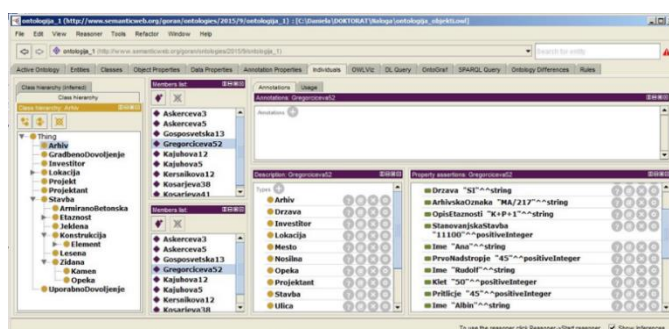 ontologija_1 (http://www.semanticweb.org/goran/ontologies/2015/9/ontologija_1) : [C:\Daniela\DOKTORAT\Naloga\ontologija_objekti.owl]
File Edit View Reasoner Tools Refactor Window Help
ontologija_1 (http://www.semanticweb.org/goran/ontologies/2015/9/ontologija_1)
Search for entity
Active Ontology Entities Classes Object Properties Data Properties Annotation Properties Individuals OWLViz DL Query OntoGraf SPARQL Query Ontology Differences Rules
Class hierarchy (inferred)
Class hierarchy
Class hierarchy: Arhiv
Thing
Arhiv
GradbenoDovoljenje
Investitor
Lokacija
Projekt
Projektant
Stavba
ArmiranoBetonska
Etaznost
Jeklena
Konstrukcija
Element
Lesena
Zidana
Kamen
Opeka
UporabnoDovoljenje
Members list
Askerceva3
Askerceva5
Gosposvetska13
Gregorciceva52
Kajuhova12
Kajuhova5
Kersnikova12
Kosarjeva38
Kosarjeva41
Members list
Askerceva3
Askerceva5
Gosposvetska13
Gregorciceva52
Kajuhova12
Kajuhova5
Kersnikova12
Kosarjeva38
Annotations Usage
Annotations: Gregorciceva52
Annotations
Description: Gregorciceva52
Types
Arhiv
Drzava
Investitor
Lokacija
Mesto
Nosilna
Opeka
Projektant
Stavba
Ulica
Property assertions: Gregorciceva52
Drzava "SI"^^string
ArhivskaOznaka "MA/217"^^string
OpisEtaznosti "K+P+1"^^string
StanovanjskaStavba
"11100"^^positiveInteger
Ime "Ana"^^string
PrvoNadstropje "45"^^positiveInteger
Ime "Rudolf"^^string
Klet "50"^^positiveInteger
Pritlicje "45"^^positiveInteger
Ime "Albin"^^string
To use the reasoner click Reasoner->Start reasoner
Show Inferences